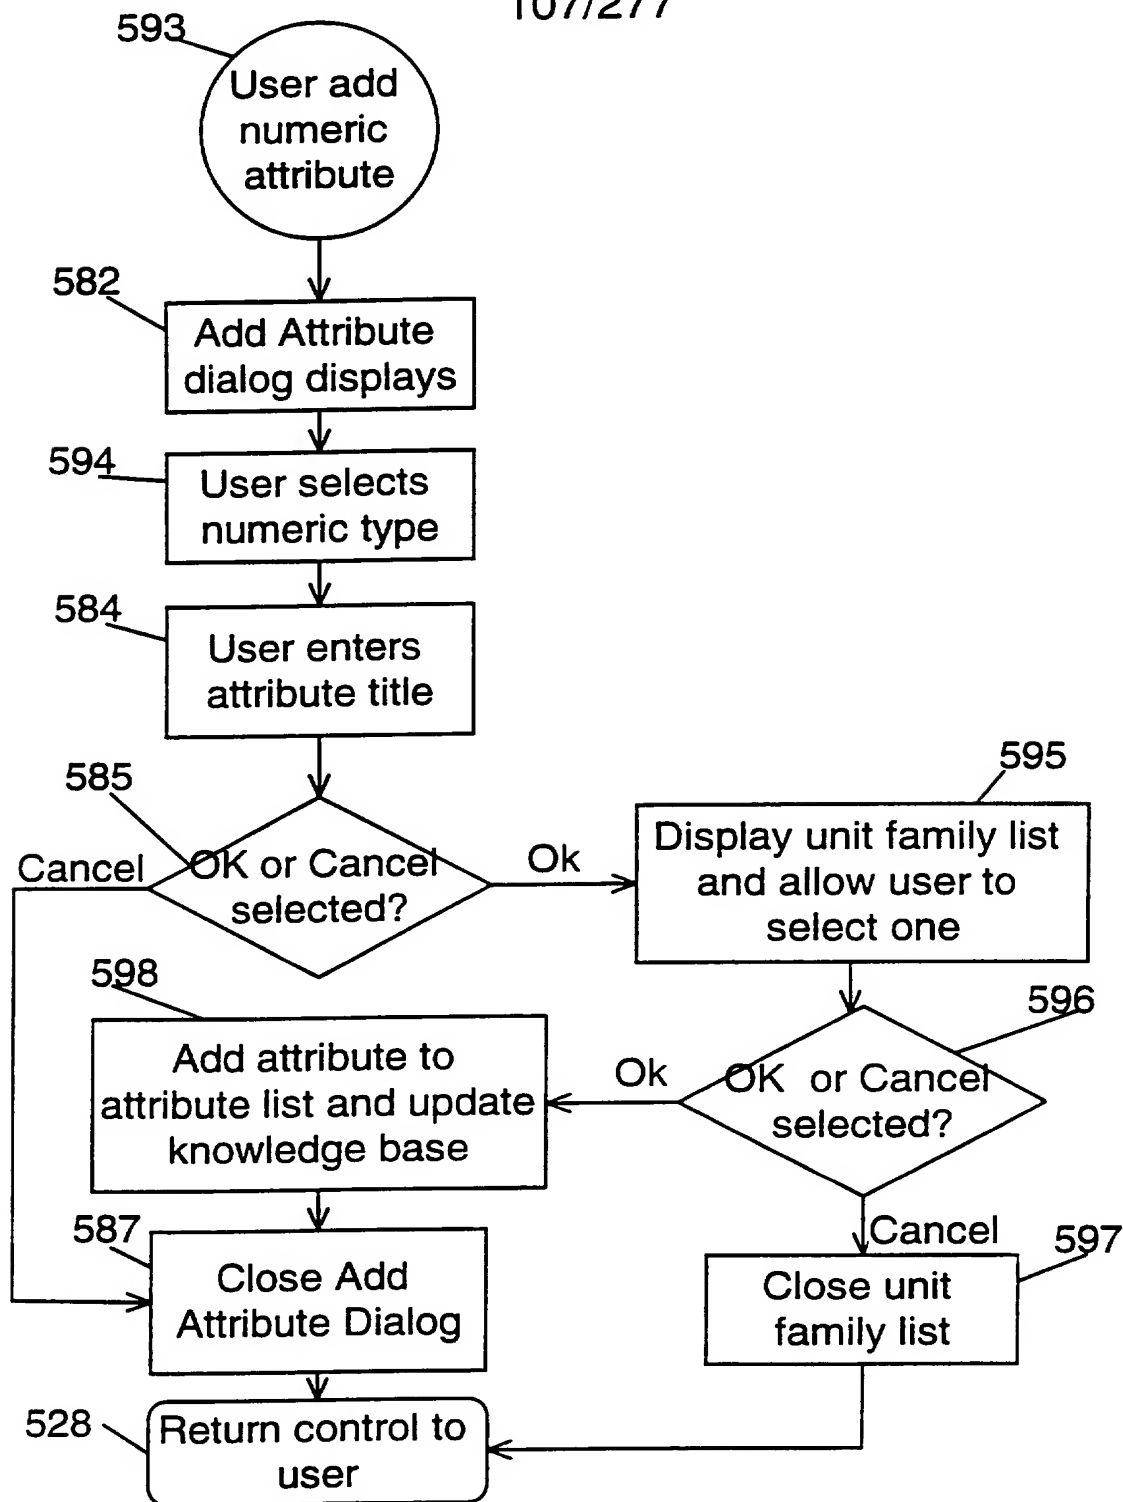 107/277
593
User add
numeric
attribute
582
Add Attribute
dialog displays
594
User selects
numeric type
584
User enters
attribute title
585
OK or Cancel
selected?
Cancel
Ok
595
Display unit family list
and allow user to
select one
596
OK or Cancel
selected?
Ok
Cancel
598
Add attribute to
attribute list and update
knowledge base
587
Close Add
Attribute Dialog
597
Close unit
family list
528
Return control to
user